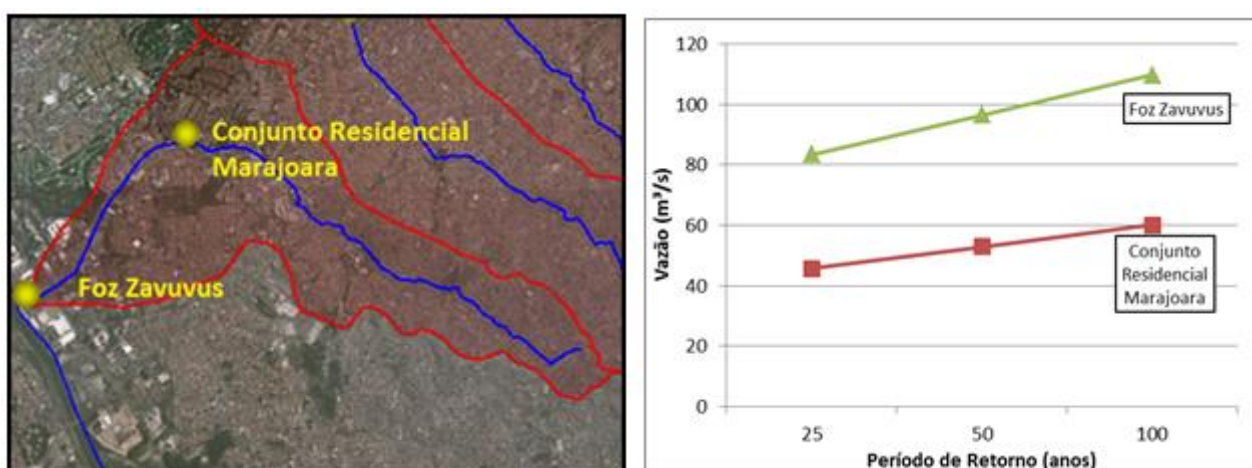 Conjunto Residencial
Marajoara
Foz Zavuvus
120
100
80
60
40
20
0
Vazão (m³/s)
Foz Zavuvus
Conjunto
Residencial
Marajoara
25
50
100
Período de Retorno (anos)